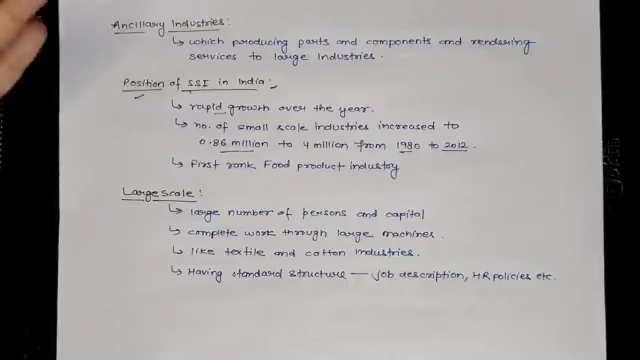 Ancillary Industries:
↳ which producing parts and components and rendering
services to large Industries.
Position of SSI in India:
↳ rapid growth over the year.
↳ no. of small scale industries increased to
0.86 million to 4 million from 1980 to 2012.
↳ First rank Food product industry
Large scale:
↳ large number of persons and capital
↳ complete work through large machines.
↳ like textile and cotton industries.
↳ Having standard structure — job description, HR policies etc.